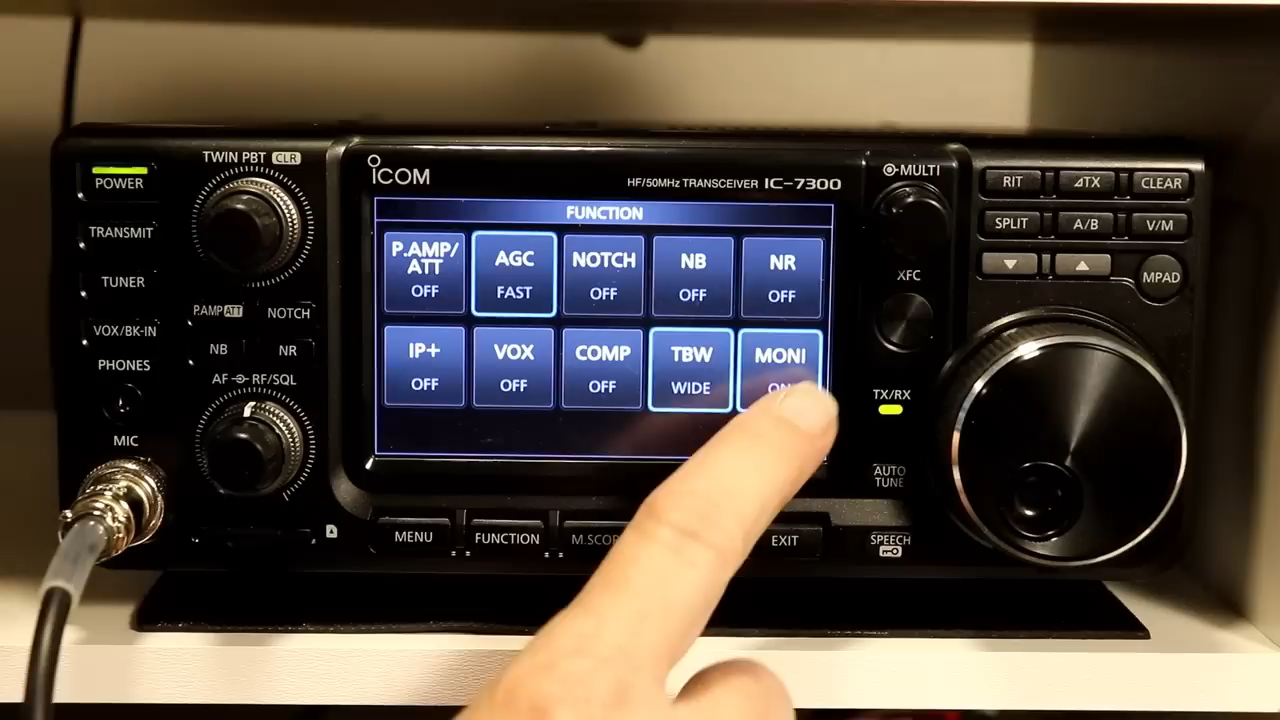 POWER
TRANSMIT
TUNER
VOX/BK-IN
PHONES
MIC
TWIN PBT CLR
P.AMP ATT
NOTCH
NB
NR
AF RF/SQL
ICOM
HF/50MHz TRANSCEIVER IC-7300
FUNCTION
P.AMP/
ATT
OFF
AGC
FAST
NOTCH
OFF
NB
OFF
NR
OFF
IP+
OFF
VOX
OFF
COMP
OFF
TBW
WIDE
MONI
MENU
FUNCTION
EXIT
MULTI
XFC
TX/RX
AUTO
TUNE
SPEECH
RIT
⊿TX
CLEAR
SPLIT
A/B
V/M
MPAD